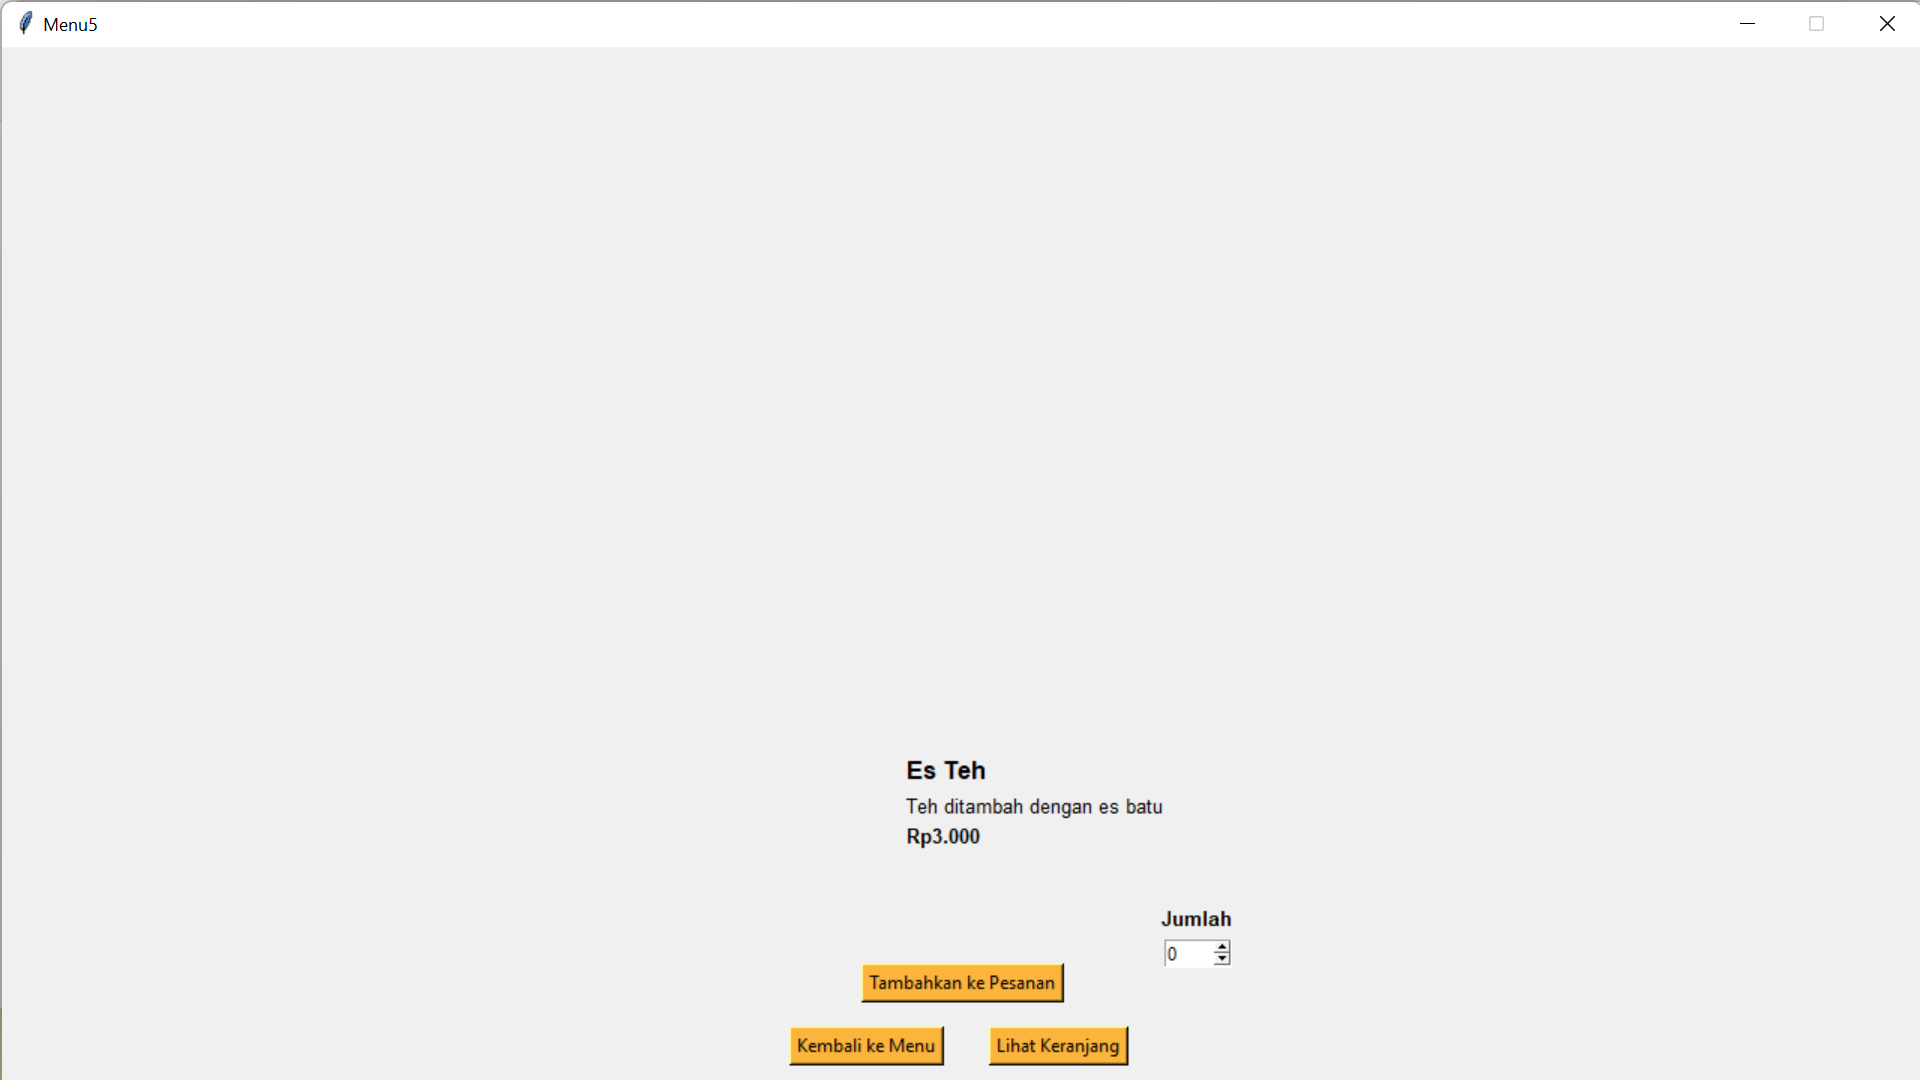 Menu5
Es Teh
Teh ditambah dengan es batu
Rp3.000
Jumlah
0
Tambahkan ke Pesanan
Kembali ke Menu
Lihat Keranjang